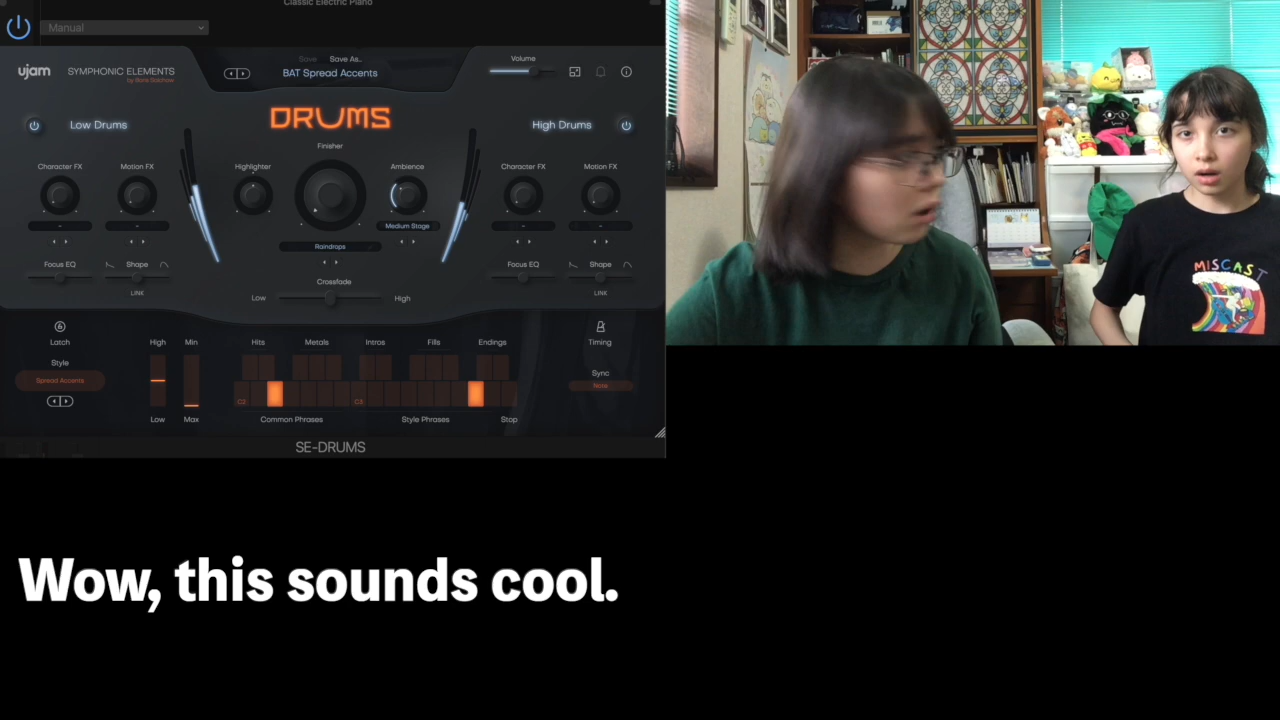 Classic Electric Piano
Manual
Save Save As...
Volume
ujam SYMPHONIC ELEMENTS
BAT Spread Accents
DRUMS
Low Drums
High Drums
Finisher
Character FX Motion FX Highlighter Ambience Character FX Motion FX
Medium Stage
Raindrops
Focus EQ Shape Focus EQ Shape
Crossfade
LINK Low High LINK
Latch High Min Hits Metals Intros Fills Endings Timing
Style
Spread Accents
Sync
Note
C2 C3
Low Max Common Phrases Style Phrases Stop
SE-DRUMS
MISCAST
Wow, this sounds cool.